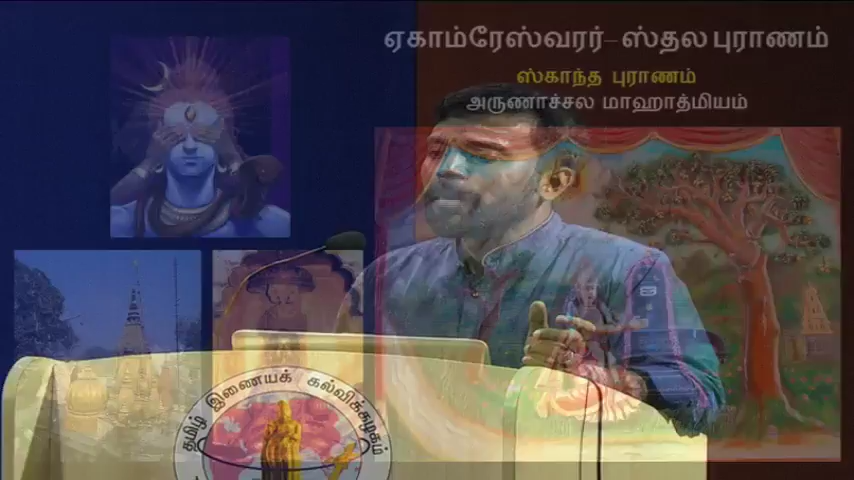 ஏகாம்ரேஸ்வரர்– ஸ்தல புராணம்
ஸ்காந்த புராணம்
அருணாச்சல மாஹாத்மியம்
தமிழ் இணையக் கல்விக்கழகம்